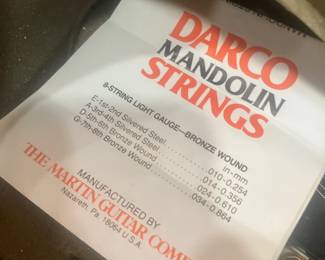 DARCO
MANDOLIN
STRINGS
8-STRING LIGHT GAUGE—BRONZE WOUND
in-mm
E-1st-2nd Silvered Steel .010-0.254
A-3rd-4th Silvered Steel .014-0.356
D-5th-6th Bronze Wound .024-0.610
G-7th-8th Bronze Wound .034-0.864
MANUFACTURED BY
THE MARTIN GUITAR COMP
Nazareth, Pa. 18064 U.S.A